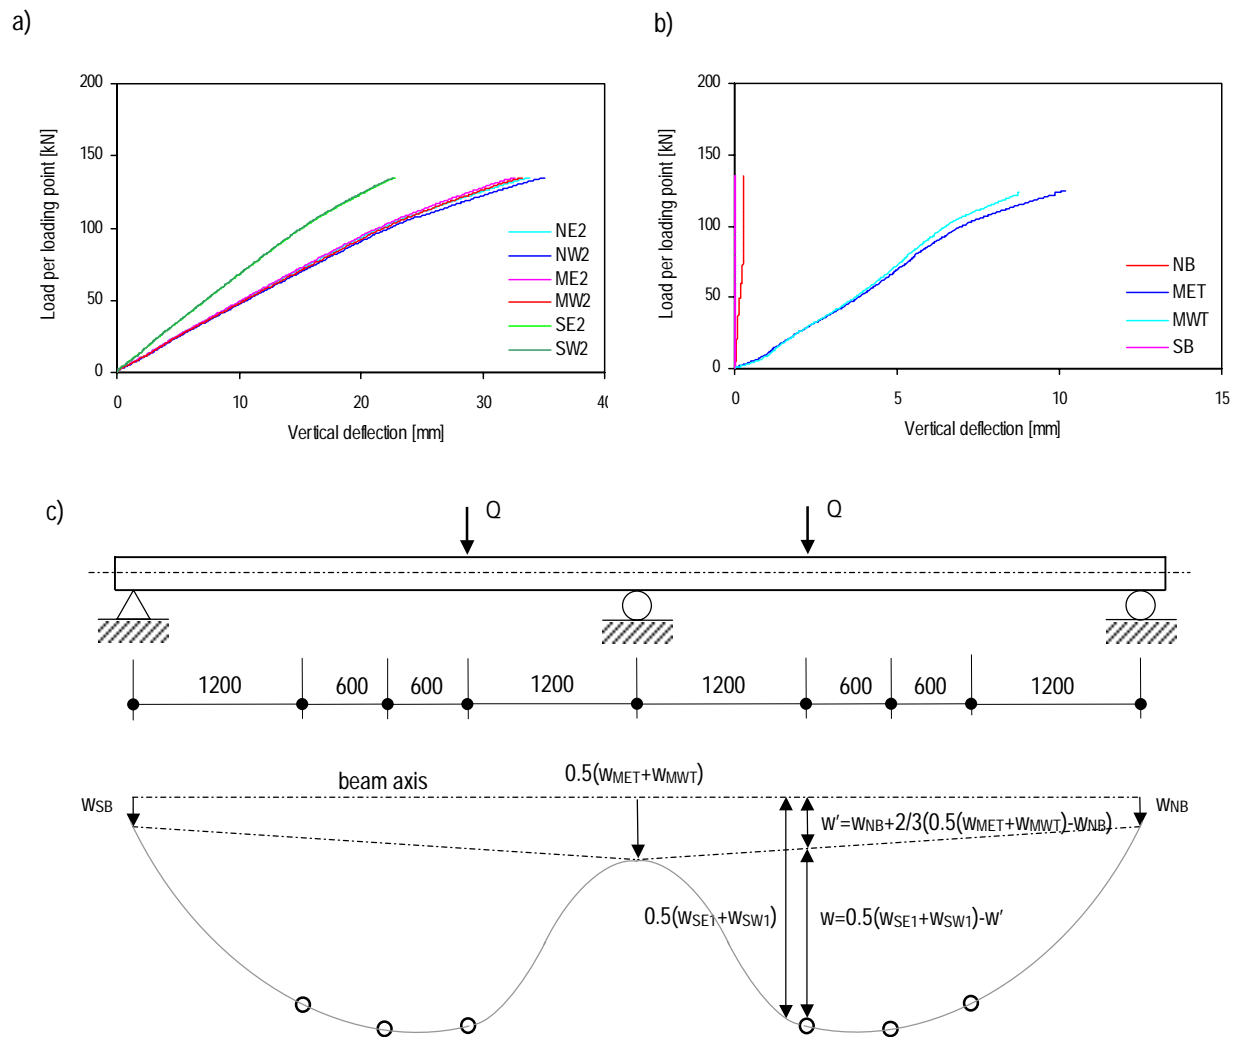 a)
b)
200
150
100
50
0
Load per loading point [kN]
0
10
20
30
40
Vertical deflection [mm]
NE2
NW2
ME2
MW2
SE2
SW2
200
150
100
50
0
Load per loading point [kN]
0
5
10
15
Vertical deflection [mm]
NB
MET
MWT
SB
c)
Q
Q
1200
600
600
1200
1200
600
600
1200
beam axis
0.5(wMET+wMWT)
wSB
wNB
w'=wNB+2/3(0.5(wMET+wMWT)-wNB)
0.5(wSE1+wSW1)
w=0.5(wSE1+wSW1)-w'